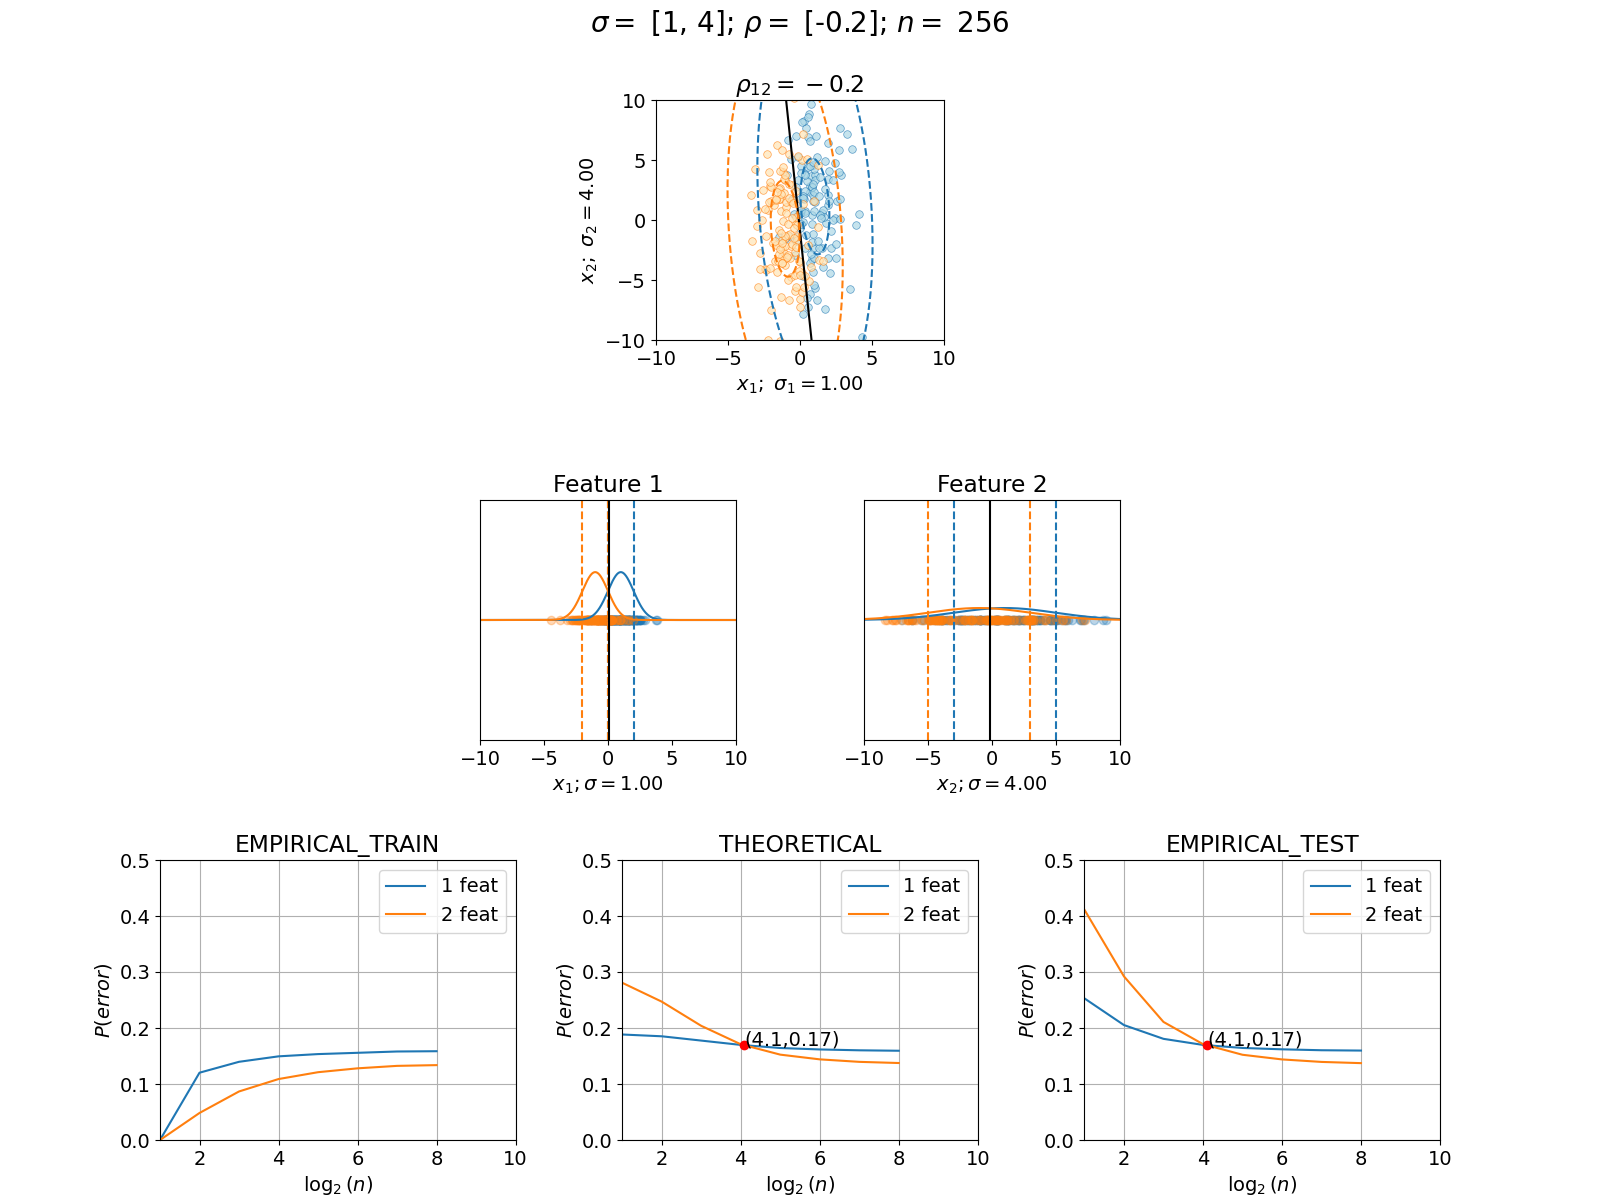 σ = [1, 4]; ρ = [-0.2]; n = 256
ρ₁₂ = −0.2
10
5
0
−5
−10
x₂; σ₂ = 4.00
−10 −5 0 5 10
x₁; σ₁ = 1.00
Feature 1
−10 −5 0 5 10
x₁; σ = 1.00
Feature 2
−10 −5 0 5 10
x₂; σ = 4.00
EMPIRICAL_TRAIN
0.5
0.4
0.3
0.2
0.1
0.0
P(error)
1 feat
2 feat
2 4 6 8 10
log₂ (n)
THEORETICAL
0.5
0.4
0.3
0.2
0.1
0.0
P(error)
1 feat
2 feat
(4.1,0.17)
2 4 6 8 10
log₂ (n)
EMPIRICAL_TEST
0.5
0.4
0.3
0.2
0.1
0.0
P(error)
1 feat
2 feat
(4.1,0.17)
2 4 6 8 10
log₂ (n)